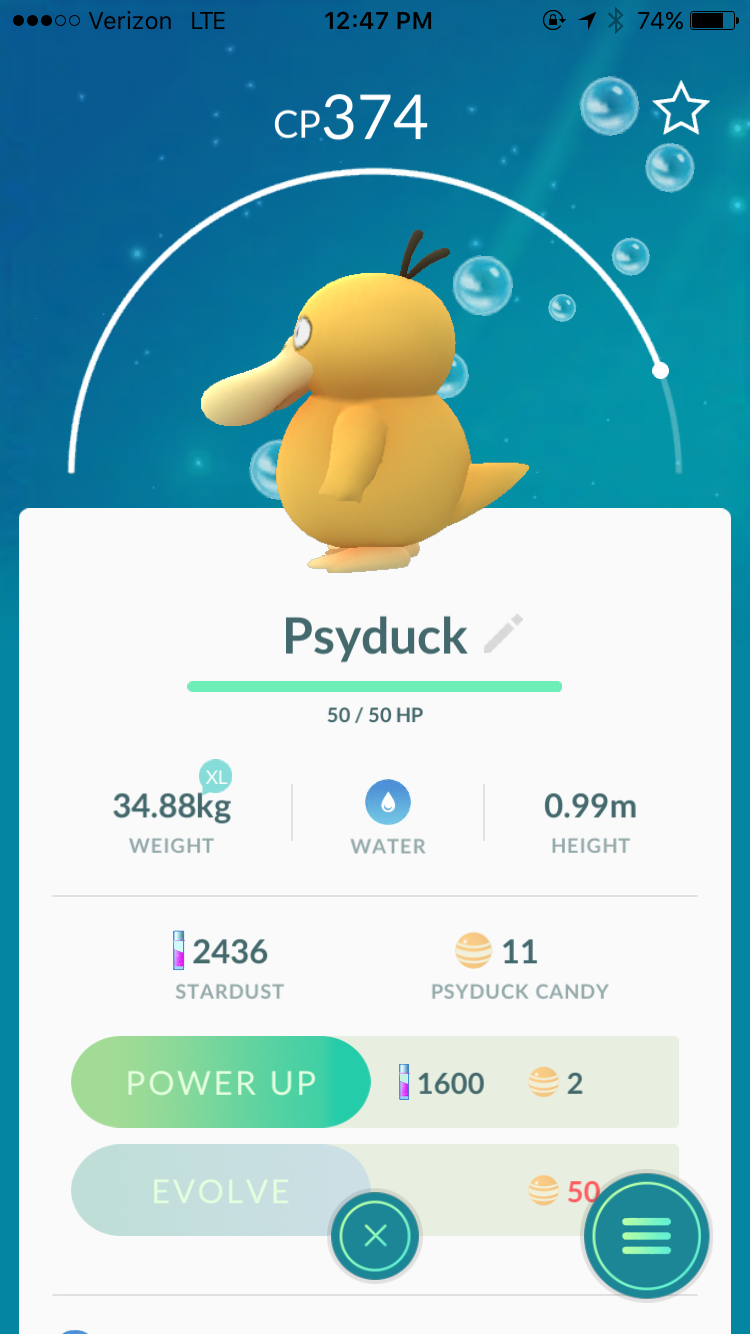 Verizon LTE 12:47 PM 74%
CP374
Psyduck
50 / 50 HP
XL
34.88kg 0.99m
WEIGHT WATER HEIGHT
2436 11
STARDUST PSYDUCK CANDY
POWER UP 1600 2
EVOLVE 50